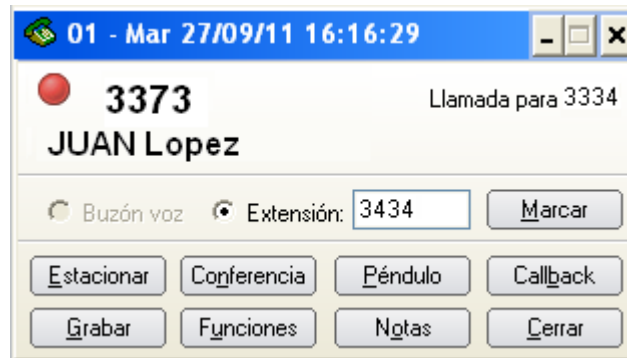 01 - Mar 27/09/11 16:16:29
3373 Llamada para 3334
JUAN Lopez
Buzón voz Extensión: 3434 Marcar
Estacionar Conferencia Péndulo Callback
Grabar Funciones Notas Cerrar